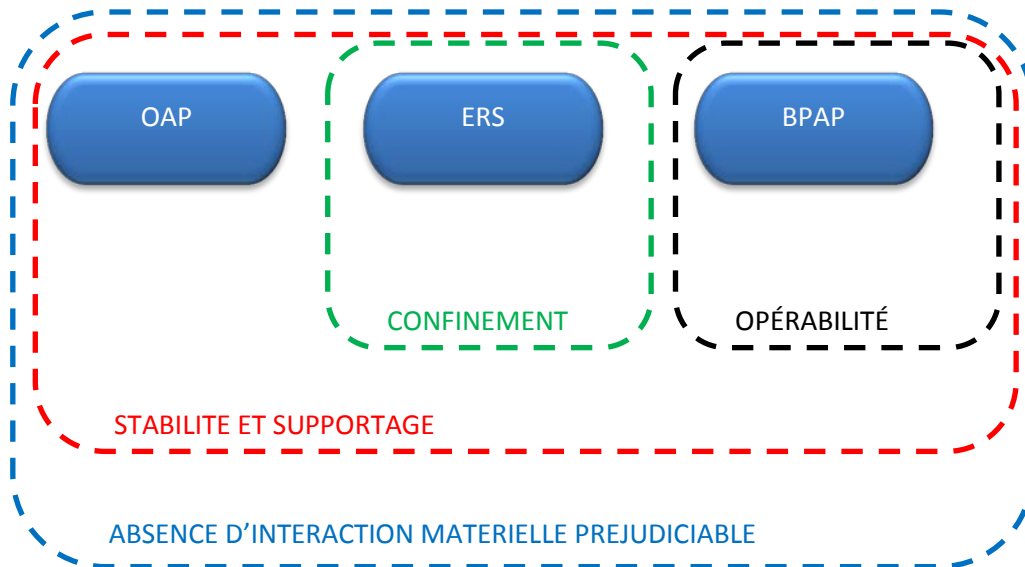 OAP
ERS
BPAP
CONFINEMENT
OPÉRABILITÉ
STABILITE ET SUPPORTAGE
ABSENCE D'INTERACTION MATERIELLE PREJUDICIABLE